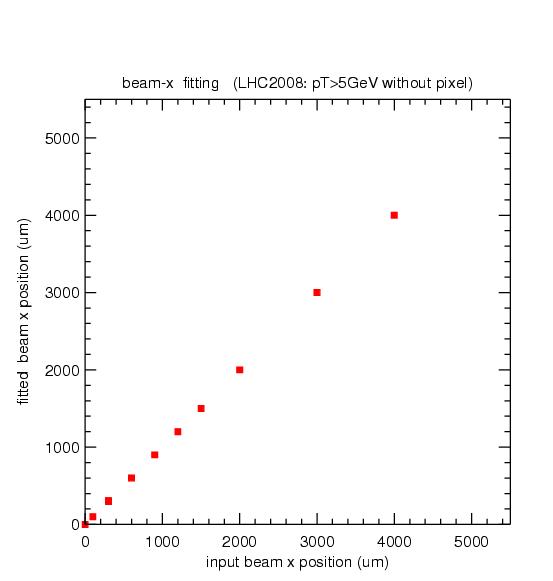 beam-x fitting (LHC2008: pT>5GeV without pixel)
5000
4000
3000
2000
1000
0
fitted beam x position (um)
0 1000 2000 3000 4000 5000
input beam x position (um)